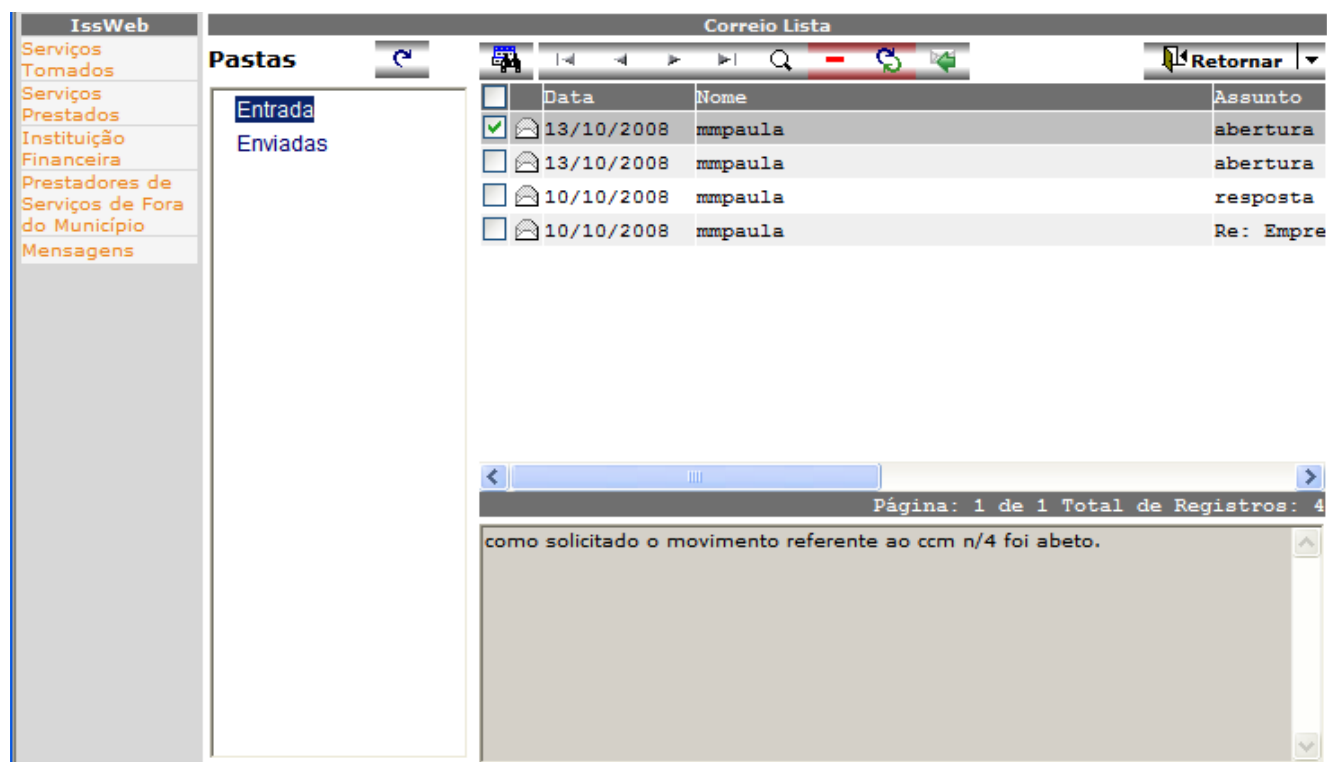 IssWeb
Correio Lista
Serviços
Tomados
Serviços
Prestados
Instituição
Financeira
Prestadores de
Serviços de Fora
do Município
Mensagens
Pastas
Retornar
Entrada
Enviadas
Data Nome Assunto
13/10/2008 mmpaula abertura
13/10/2008 mmpaula abertura
10/10/2008 mmpaula resposta
10/10/2008 mmpaula Re: Empre
Página: 1 de 1 Total de Registros: 4
como solicitado o movimento referente ao ccm n/4 foi abeto.